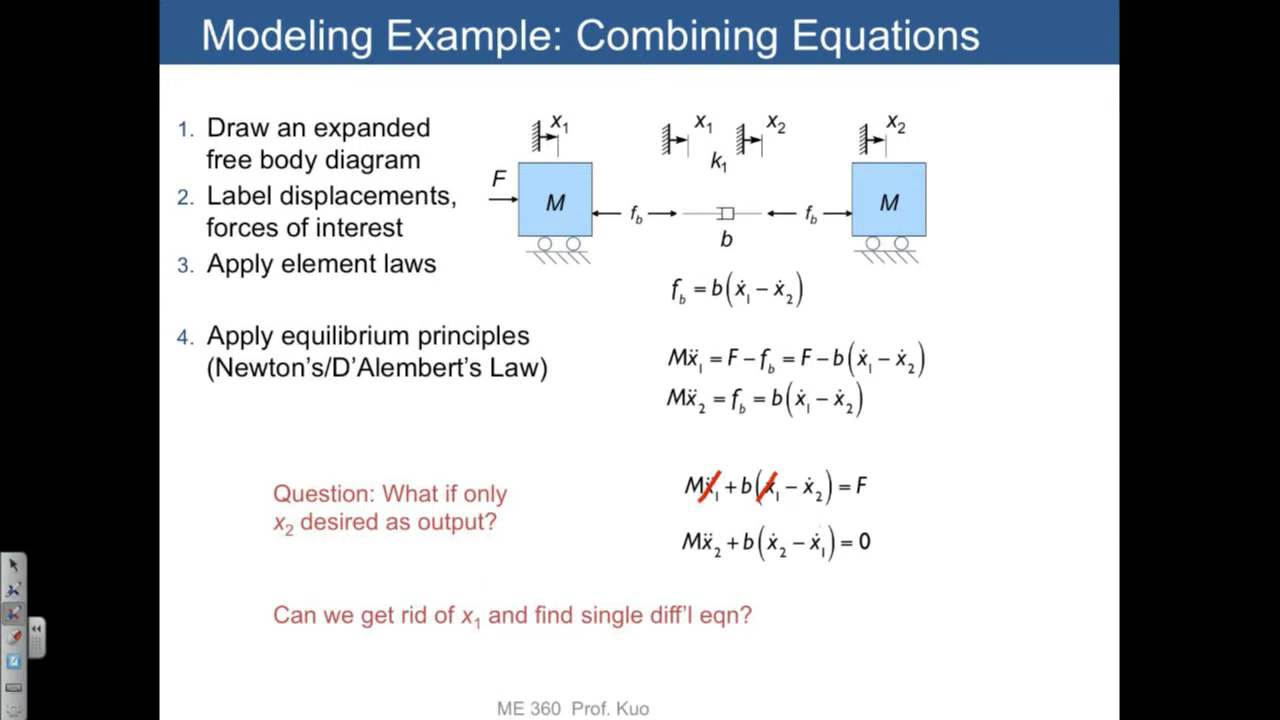 Modeling Example: Combining Equations
1. Draw an expanded
free body diagram
2. Label displacements,
forces of interest
3. Apply element laws
4. Apply equilibrium principles
(Newton's/D'Alembert's Law)
x₁
x₁
x₂
x₂
k₁
F
M
f_b
f_b
M
b
f_b = b(ẋ₁ − ẋ₂)
Mẍ₁ = F − f_b = F − b(ẋ₁ − ẋ₂)
Mẍ₂ = f_b = b(ẋ₁ − ẋ₂)
Mẍ₁ + b(ẋ₁ − ẋ₂) = F
Mẍ₂ + b(ẋ₂ − ẋ₁) = 0
Question: What if only
x₂ desired as output?
Can we get rid of x₁ and find single diff'l eqn?
ME 360 Prof. Kuo